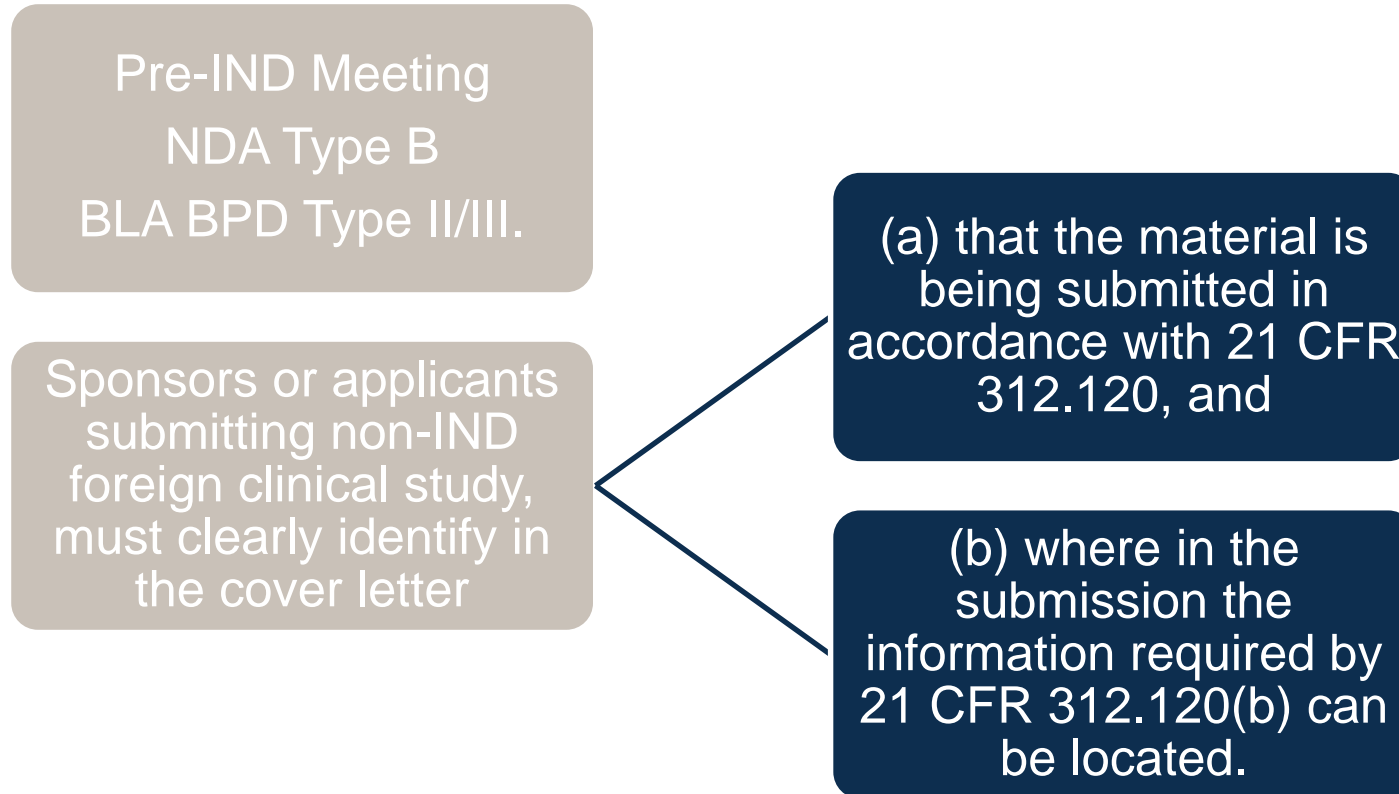 Pre-IND Meeting
NDA Type B
BLA BPD Type II/III.
Sponsors or applicants
submitting non-IND
foreign clinical study,
must clearly identify in
the cover letter
(a) that the material is
being submitted in
accordance with 21 CFR
312.120, and
(b) where in the
submission the
information required by
21 CFR 312.120(b) can
be located.